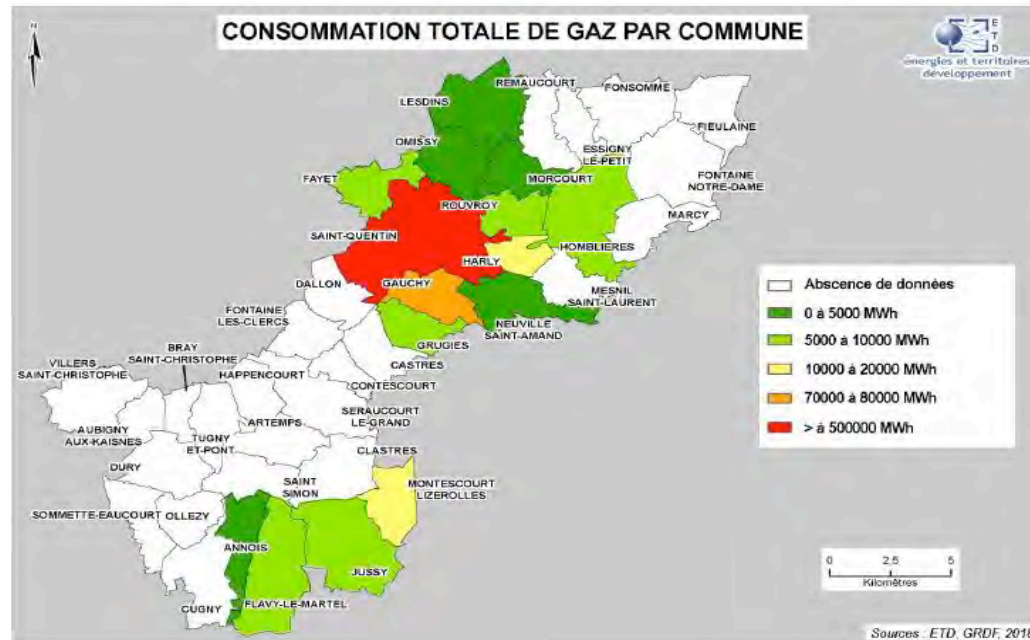 CONSOMMATION TOTALE DE GAZ PAR COMMUNE
N
E
T
D
énergies et territoires
développement
REMAUCOURT
FONSOMME
LESDINS
FIEULAINE
OMISSY
ESSIGNY
LE-PETIT
FAYET
MORCOURT
FONTAINE
NOTRE-DAME
ROUVROY
MARCY
SAINT-QUENTIN
HOMBLIERES
HARLY
DALLON
GAUCHY
MESNIL
SAINT-LAURENT
FONTAINE
LES-CLERCS
NEUVILLE
SAINT-AMAND
GRUGIES
BRAY
SAINT-CHRISTOPHE
VILLERS
SAINT-CHRISTOPHE
CASTRES
HAPPENCOURT
CONTESCOURT
SERAUCOURT
LE-GRAND
AUBIGNY
AUX-KAISNES
ARTEMPS
TUGNY
ET-PONT
CLASTRES
DURY
SAINT
SIMON
MONTESCOURT
LIZEROLLES
SOMMETTE-EAUCOURT
OLLEZY
ANNOIS
JUSSY
CUGNY
FLAVY-LE-MARTEL
Abscence de données
0 à 5000 MWh
5000 à 10000 MWh
10000 à 20000 MWh
70000 à 80000 MWh
> à 500000 MWh
0 2,5 5
Kilomètres
Sources : ETD, GRDF, 2018